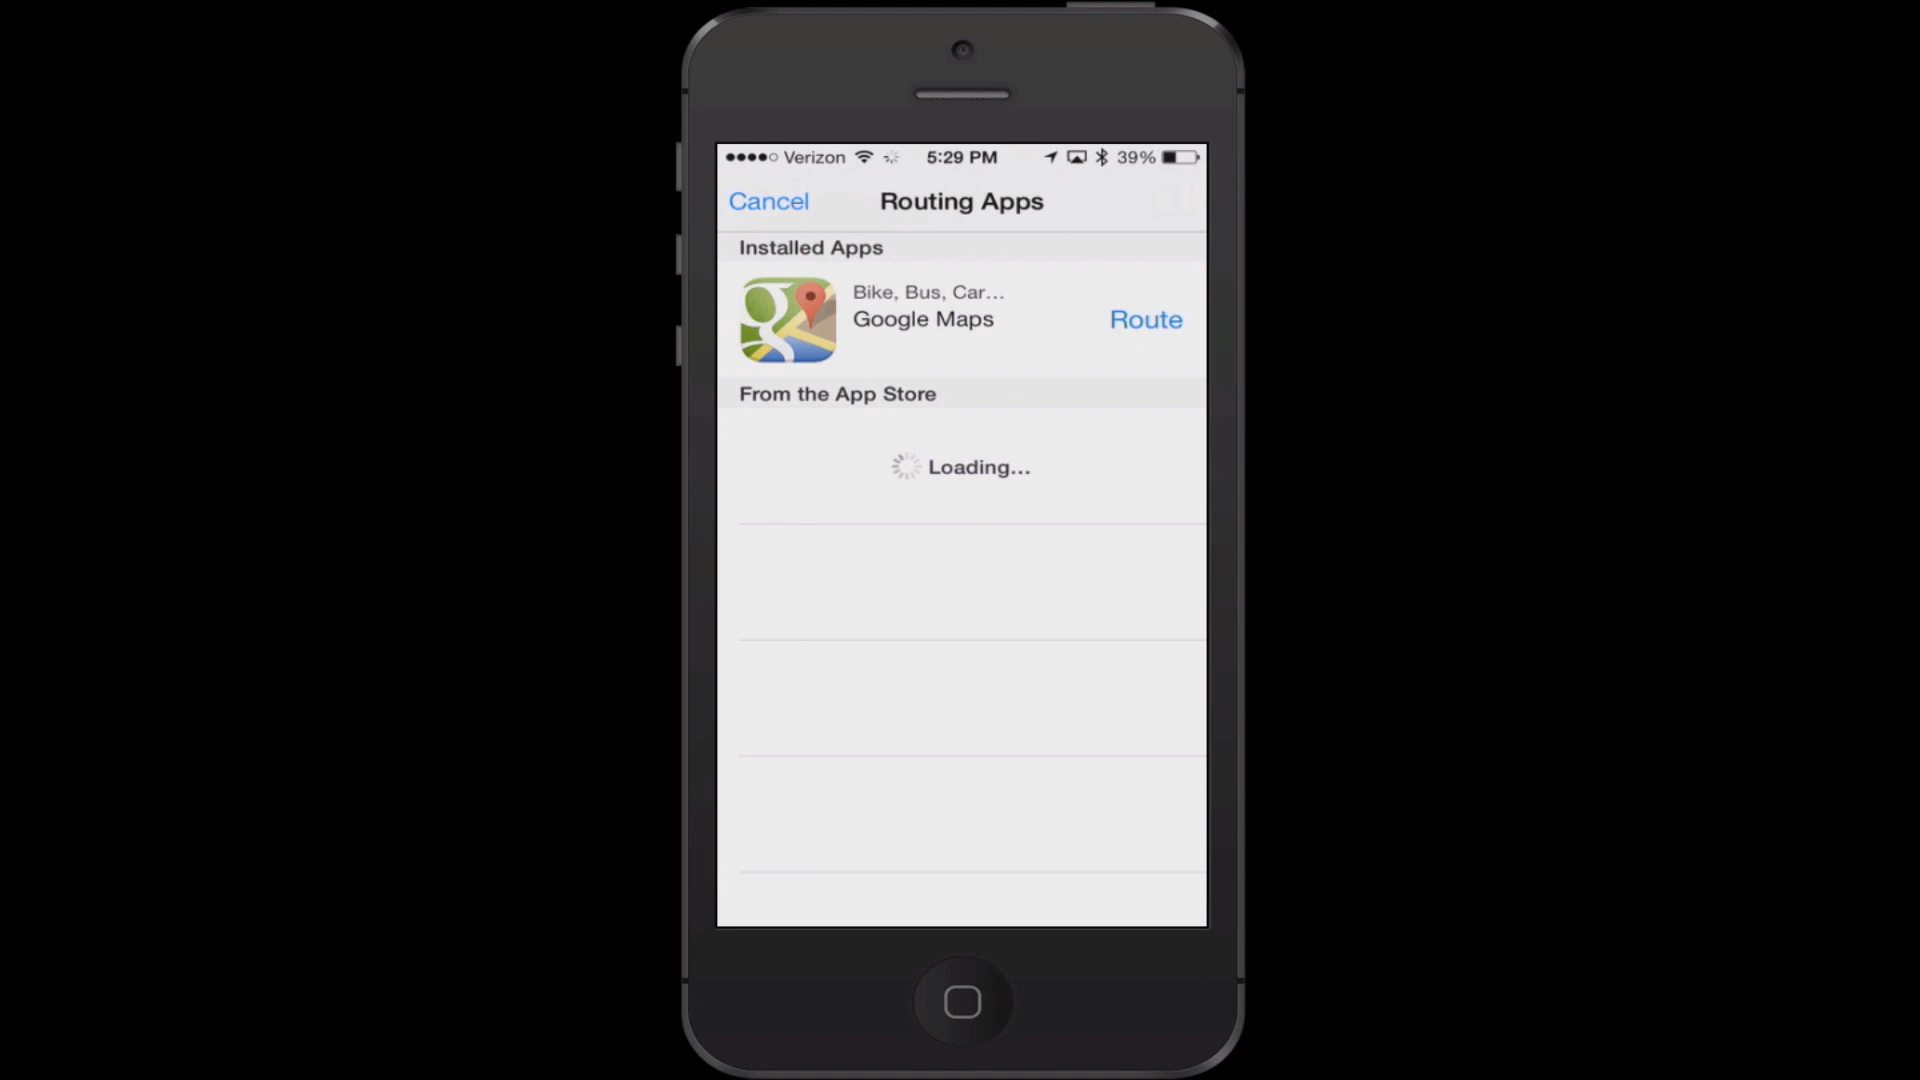 Verizon 5:29 PM 39%
Cancel Routing Apps
Installed Apps
Bike, Bus, Car...
Google Maps
Route
From the App Store
Loading...